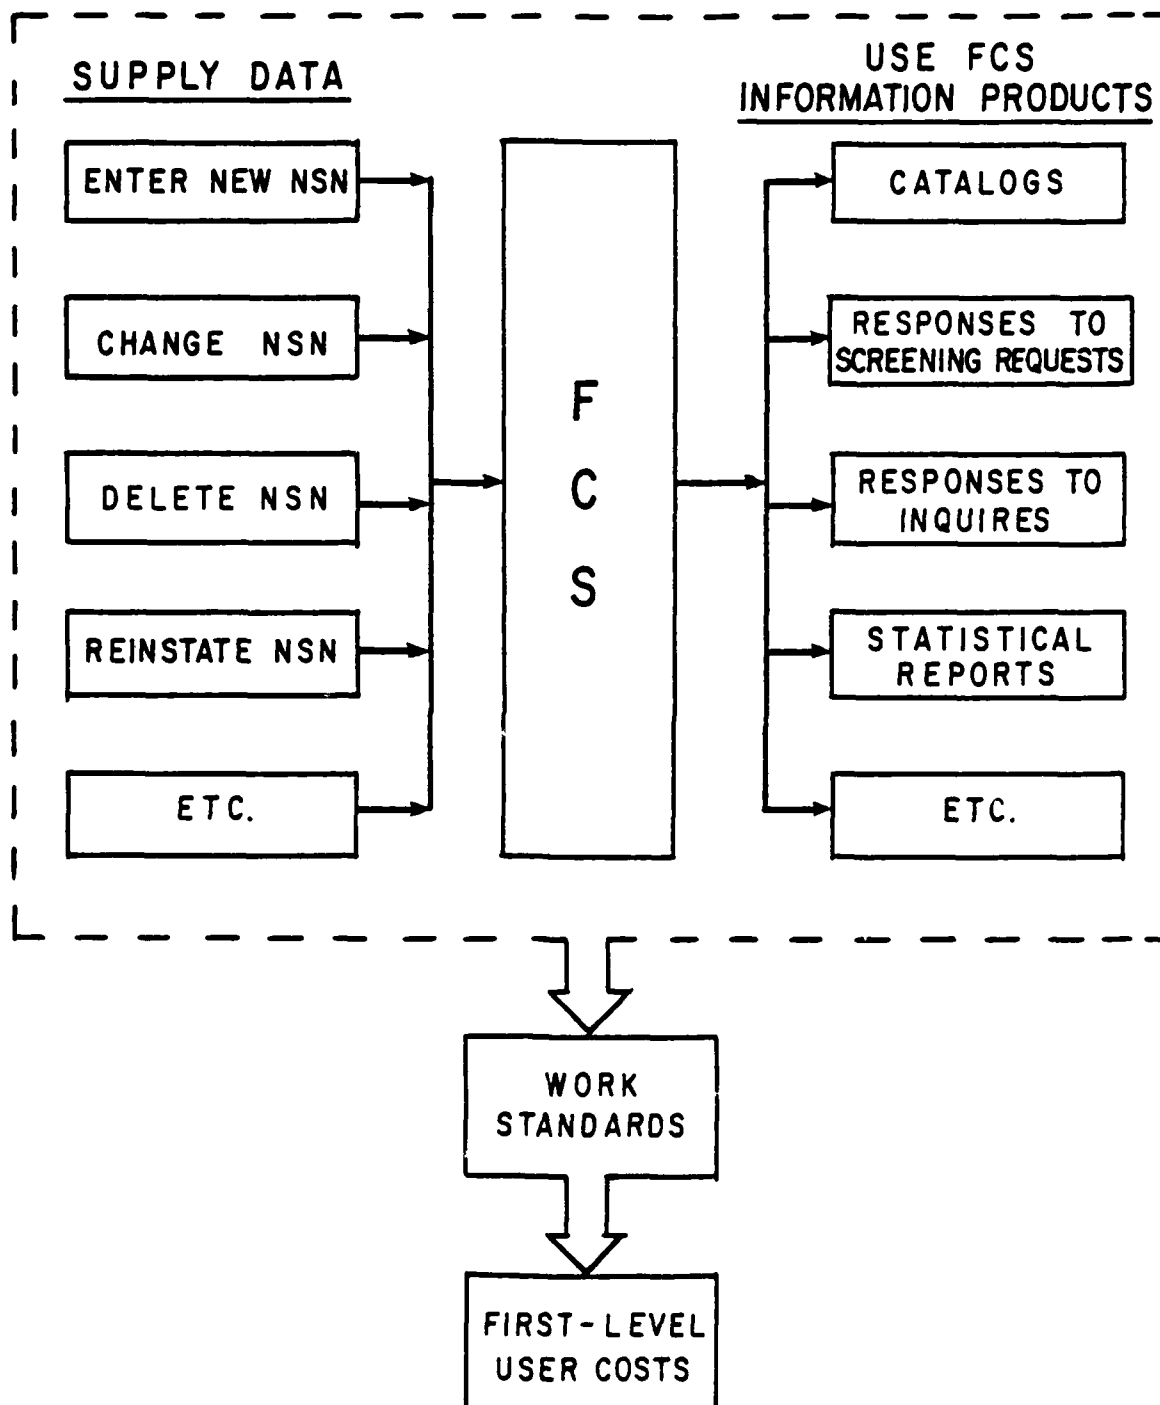 SUPPLY DATA
ENTER NEW NSN
CHANGE NSN
DELETE NSN
REINSTATE NSN
ETC.
F
C
S
USE FCS
INFORMATION PRODUCTS
CATALOGS
RESPONSES TO
SCREENING REQUESTS
RESPONSES TO
INQUIRES
STATISTICAL
REPORTS
ETC.
WORK
STANDARDS
FIRST-LEVEL
USER COSTS